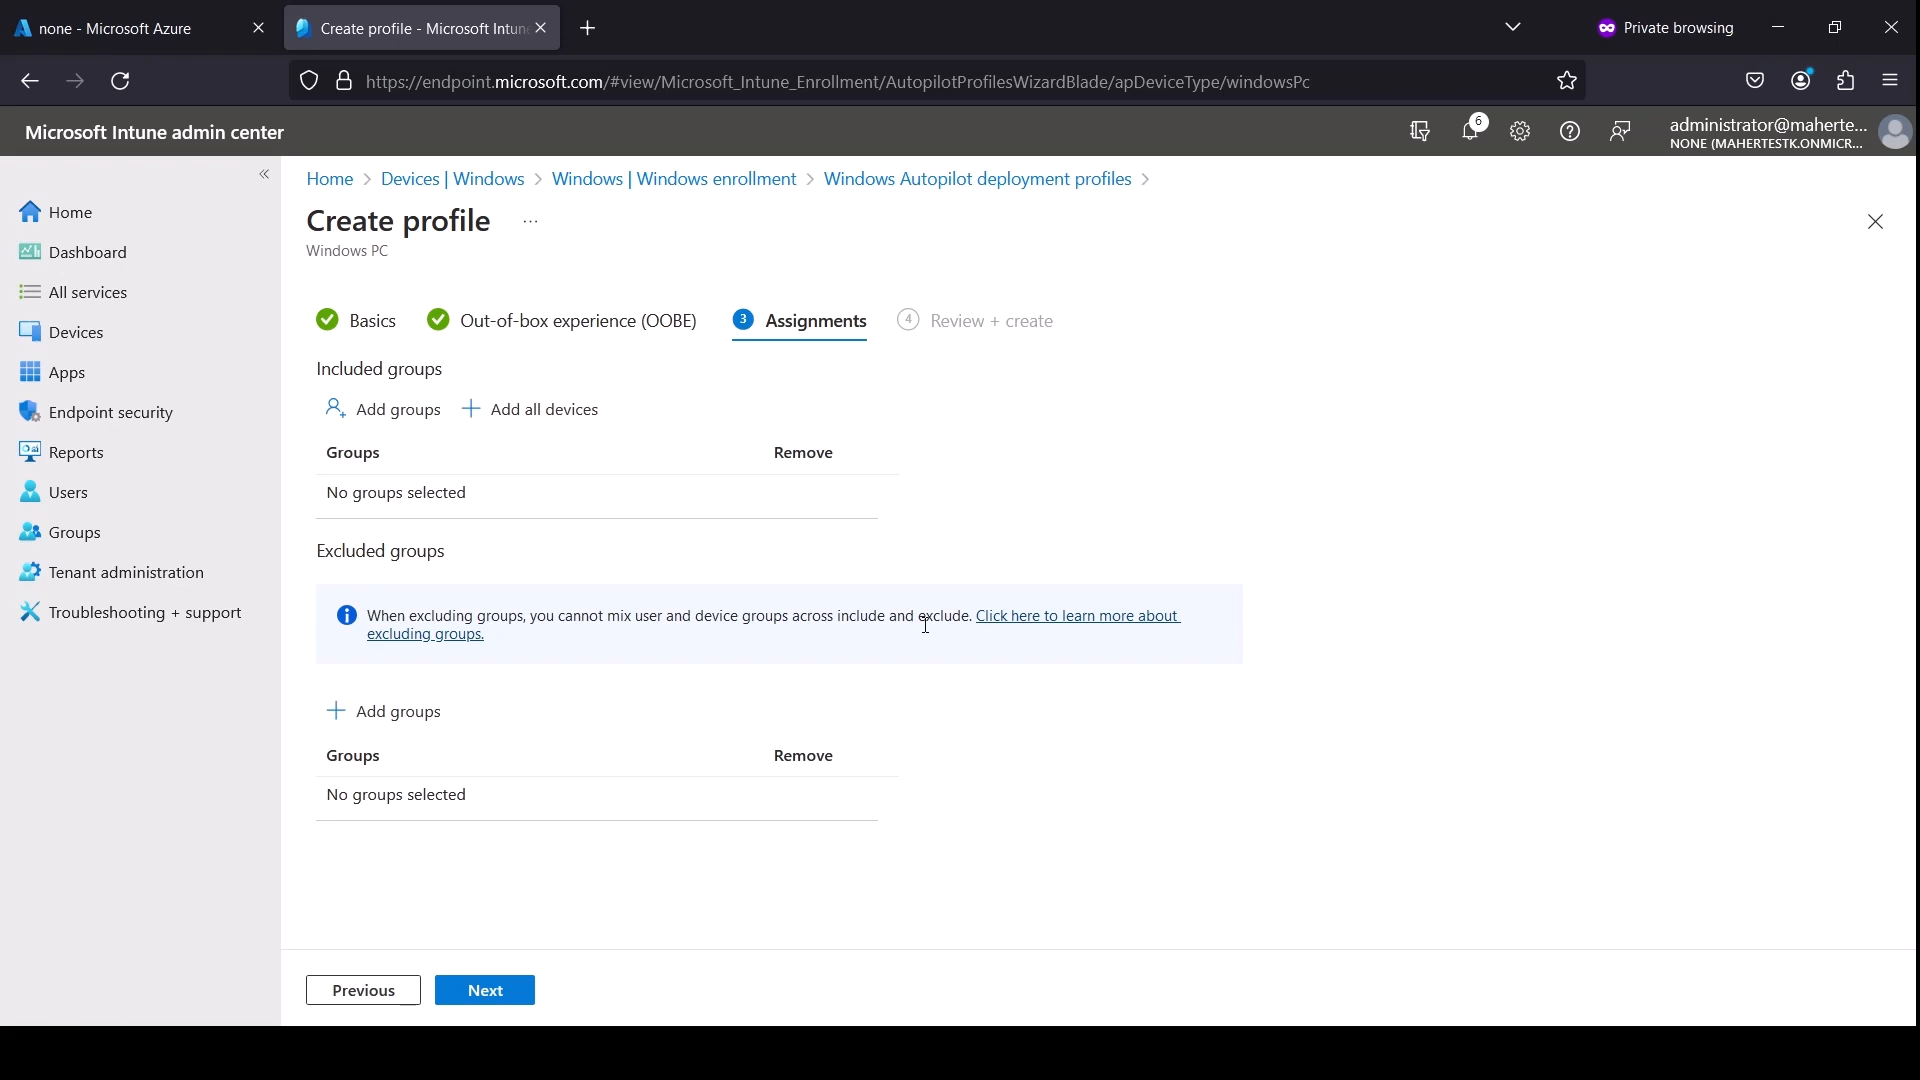 none - Microsoft Azure
Create profile - Microsoft Intune
Private browsing
https://endpoint.microsoft.com/#view/Microsoft_Intune_Enrollment/AutopilotProfilesWizardBlade/apDeviceType/windowsPc
Microsoft Intune admin center
6
administrator@maherte...
NONE (MAHERTESTK.ONMICR...
Home
Dashboard
All services
Devices
Apps
Endpoint security
Reports
Users
Groups
Tenant administration
Troubleshooting + support
Home > Devices | Windows > Windows | Windows enrollment > Windows Autopilot deployment profiles >
Create profile ...
Windows PC
Basics
Out-of-box experience (OOBE)
3 Assignments
4 Review + create
Included groups
Add groups
Add all devices
Groups Remove
No groups selected
Excluded groups
When excluding groups, you cannot mix user and device groups across include and exclude. Click here to learn more about
excluding groups.
Add groups
Groups Remove
No groups selected
Previous
Next